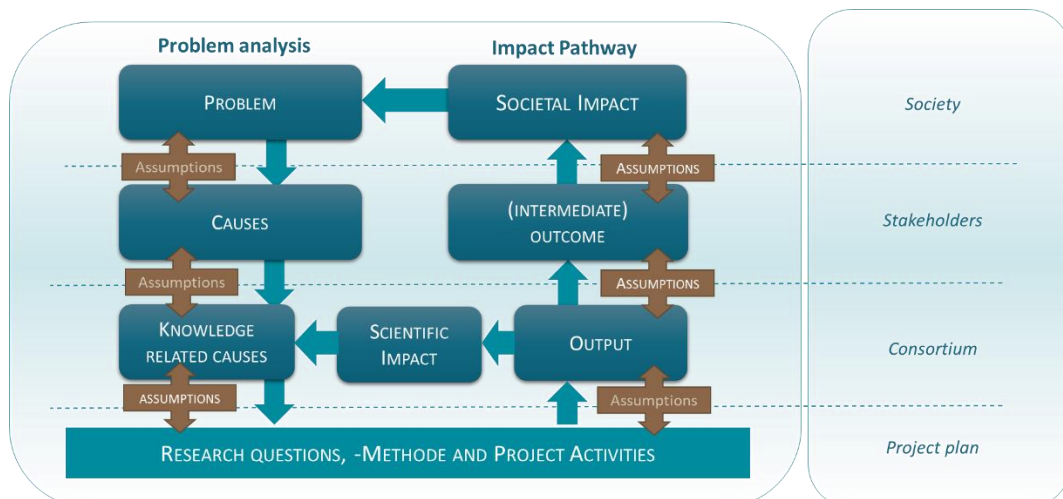 Problem analysis
Impact Pathway
PROBLEM
SOCIETAL IMPACT
Society
Assumptions
ASSUMPTIONS
CAUSES
(INTERMEDIATE)
OUTCOME
Stakeholders
Assumptions
ASSUMPTIONS
KNOWLEDGE
RELATED CAUSES
SCIENTIFIC
IMPACT
OUTPUT
Consortium
ASSUMPTIONS
Assumptions
RESEARCH QUESTIONS, -METHODE AND PROJECT ACTIVITIES
Project plan